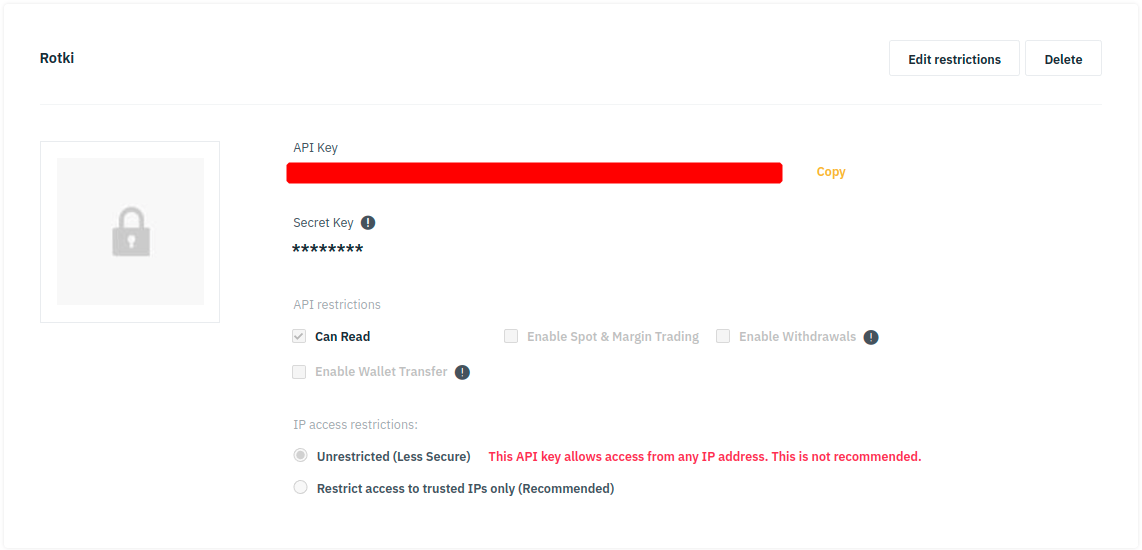 Rotki
Edit restrictions
Delete
API Key
Copy
Secret Key !
********
API restrictions
Can Read
Enable Spot & Margin Trading
Enable Withdrawals !
Enable Wallet Transfer !
IP access restrictions:
Unrestricted (Less Secure) This API key allows access from any IP address. This is not recommended.
Restrict access to trusted IPs only (Recommended)